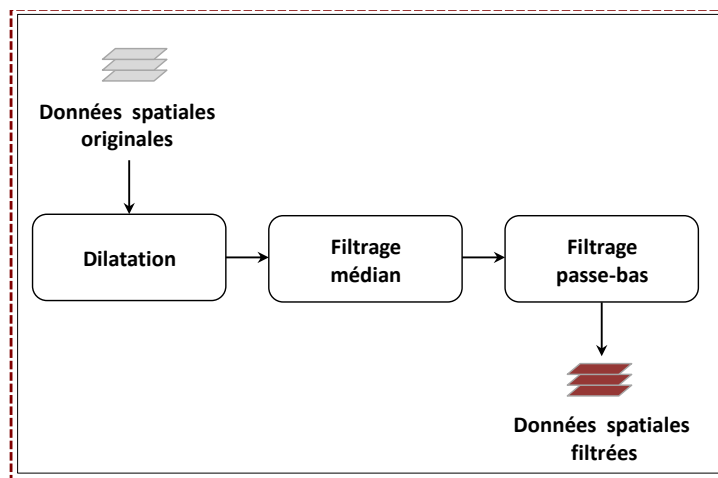 Données spatiales
originales
Dilatation
Filtrage
médian
Filtrage
passe-bas
Données spatiales
filtrées